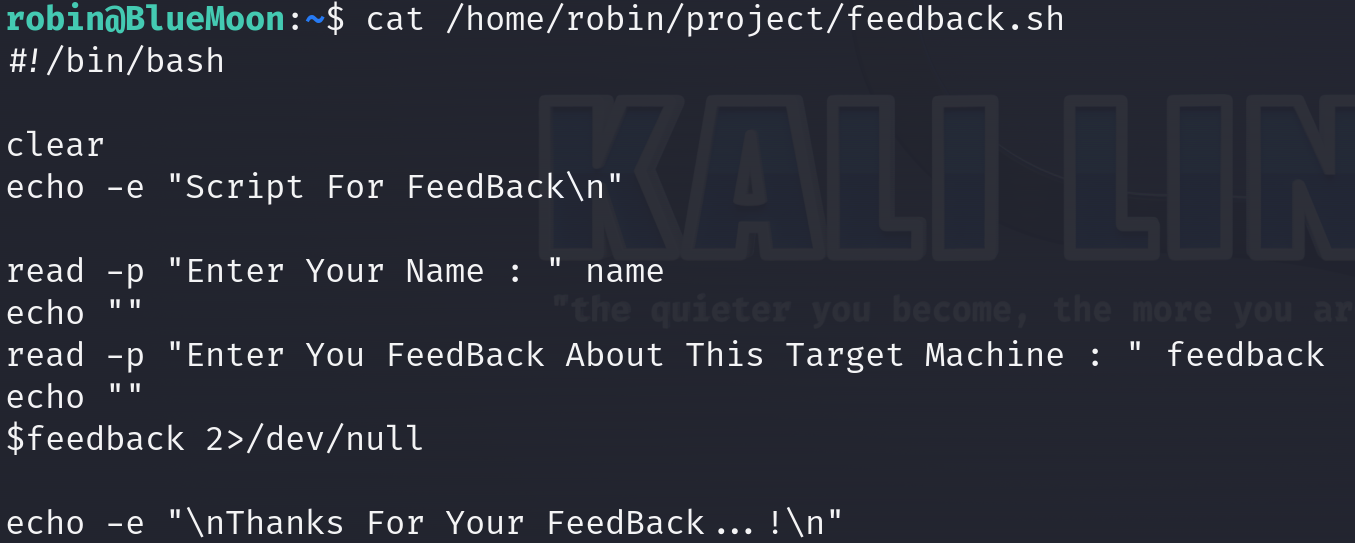 robin@BlueMoon:~$ cat /home/robin/project/feedback.sh
#!/bin/bash
clear
echo -e "Script For FeedBack\n"
read -p "Enter Your Name : " name
echo ""
read -p "Enter You FeedBack About This Target Machine : " feedback
echo ""
$feedback 2>/dev/null
echo -e "\nThanks For Your FeedBack...!\n"
KALI LIN
"the quieter you become, the more you ar